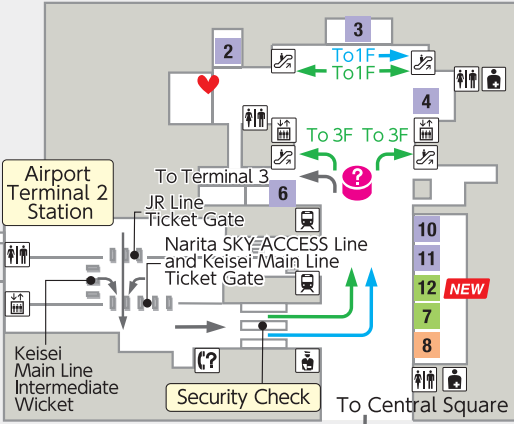 3
2
To1F
To1F
4
To 3F To 3F
?
To Terminal 3
6
Airport
Terminal 2
Station
JR Line
Ticket Gate
Narita SKY ACCESS Line
and Keisei Main Line
Ticket Gate
10
11
12 NEW
7
8
Keisei
Main Line
Intermediate
Wicket
?
Security Check
To Central Square